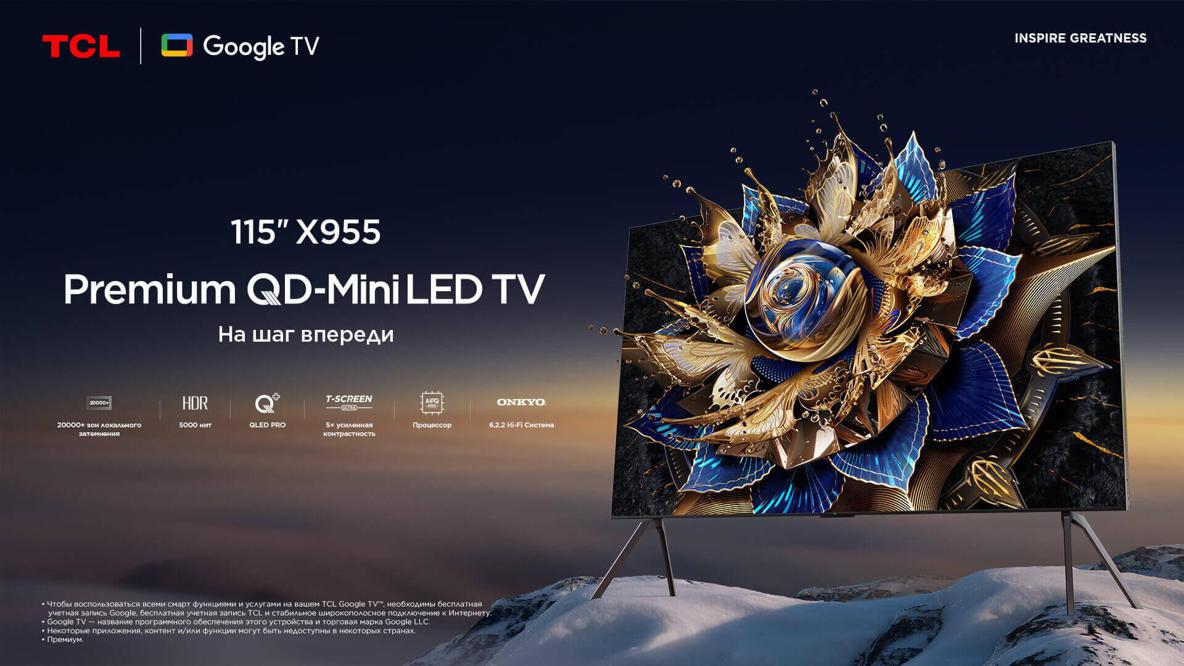 TCL | Google TV
INSPIRE GREATNESS
115" X955
Premium QD-Mini LED TV
На шаг впереди
20000+
HDR
Q+
T-SCREEN
ULTRA
AiPQ
PRO
ONKYO
20000+ зон локального
затемнения
5000 нит
QLED PRO
5× усиленная
контрастность
Процессор
6.2.2 Hi-Fi Система
• Чтобы воспользоваться всеми смарт функциями и услугами на вашем TCL Google TV™, необходимы бесплатная
учетная запись Google, бесплатная учетная запись TCL и стабильное широкополосное подключение к Интернету.
• Google TV — название программного обеспечения этого устройства и торговая марка Google LLC.
• Некоторые приложения, контент и/или функции могут быть недоступны в некоторых странах.
• Премиум.